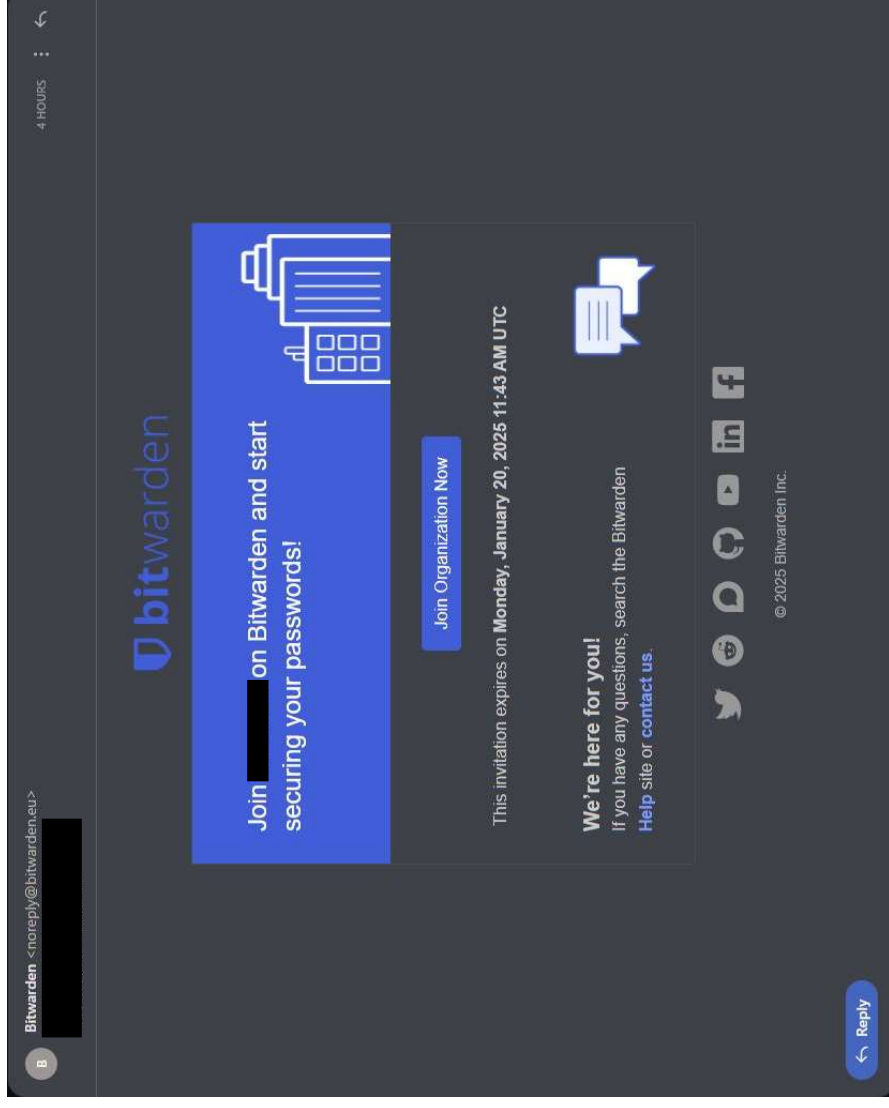 B
Bitwarden <noreply@bitwarden.eu>
4 HOURS
bitwarden
Join on Bitwarden and start
securing your passwords!
Join Organization Now
This invitation expires on Monday, January 20, 2025 11:43 AM UTC
We're here for you!
If you have any questions, search the Bitwarden
Help site or contact us.
in
f
© 2025 Bitwarden Inc.
Reply